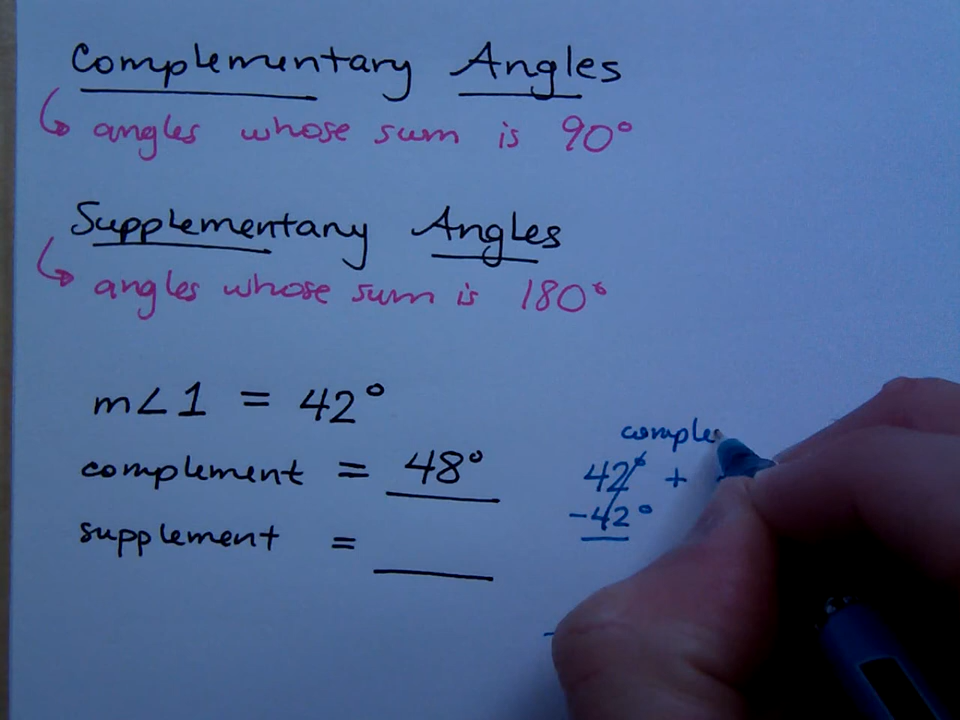 Complementary Angles
angles whose sum is 90°
Supplementary Angles
angles whose sum is 180°
m∠1 = 42°
complement = 48°
supplement =
comple
42° +
-42°